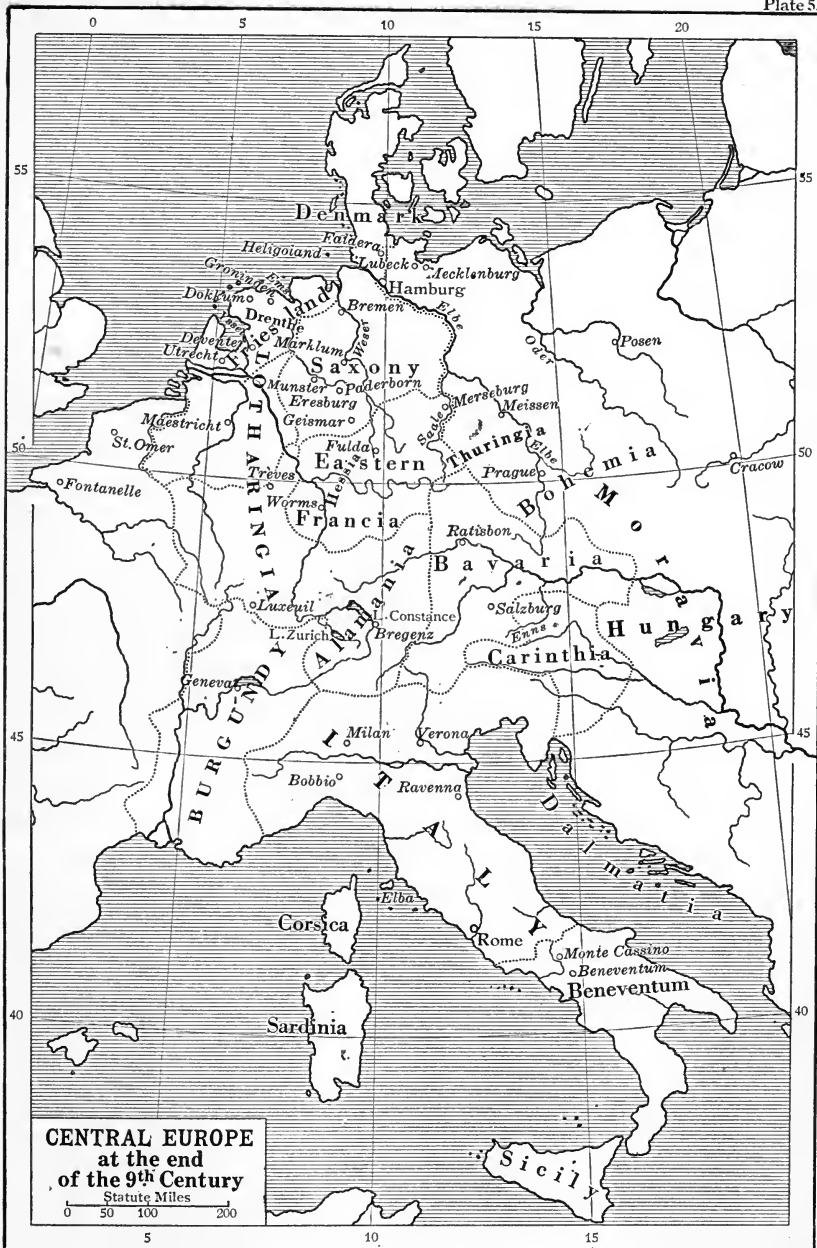 Plate 5.
0 5 10 15 20
55
55
Denmark
Faldera
Heligoland
Lubeck
Mecklenburg
Hamburg
Groningen
Ems
Dokkum
Bremen
Elbe
Drenthe
Friesland
Issel
Deventer
Marklum
Weser
Oder
Posen
Utrecht
Saxony
Munster
Paderborn
Merseburg
Eresburg
Meissen
Maestricht
Geismar
Saale
Thuringia
St. Omer
Fulda
Elbe
50
50
Eastern
Hessia
Prague
Bohemia
Cracow
Treves
Fontanelle
Worms
Francia
LOTHARINGIA
Moravia
Ratisbon
Bavaria
Luxeuil
Alamania
L. Constance
Salzburg
Hungary
L. Zurich
Bregenz
Enns
Carinthia
Geneva
BURGUNDY
45
45
Milan
Verona
ITALY
Bobbio
Ravenna
Dalmatia
Elba
Corsica
Rome
Monte Cassino
Beneventum
Beneventum
40
40
Sardinia
Sicily
CENTRAL EUROPE
at the end
of the 9th Century
Statute Miles
0 50 100 200
5 10 15